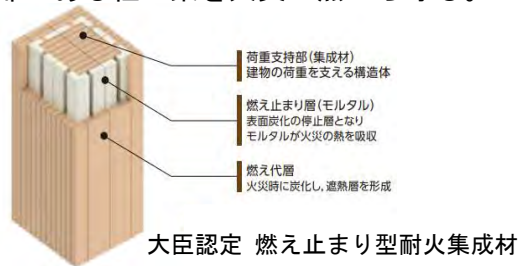 荷重支持部(集成材)
建物の荷重を支える構造体
燃え止まり層(モルタル)
表面炭化の停止層となり
モルタルが火災の熱を吸収
燃え代層
火災時に炭化し,遮熱層を形成
大臣認定 燃え止まり型耐火集成材